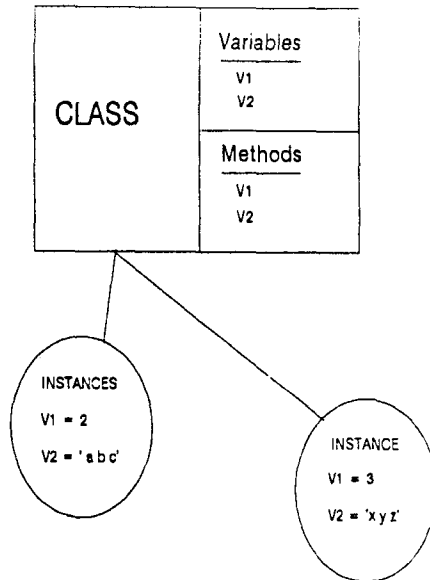 CLASS
Variables
V1
V2
Methods
V1
V2
INSTANCES
V1 = 2
V2 = 'a b c'
INSTANCE
V1 = 3
V2 = 'x y z'